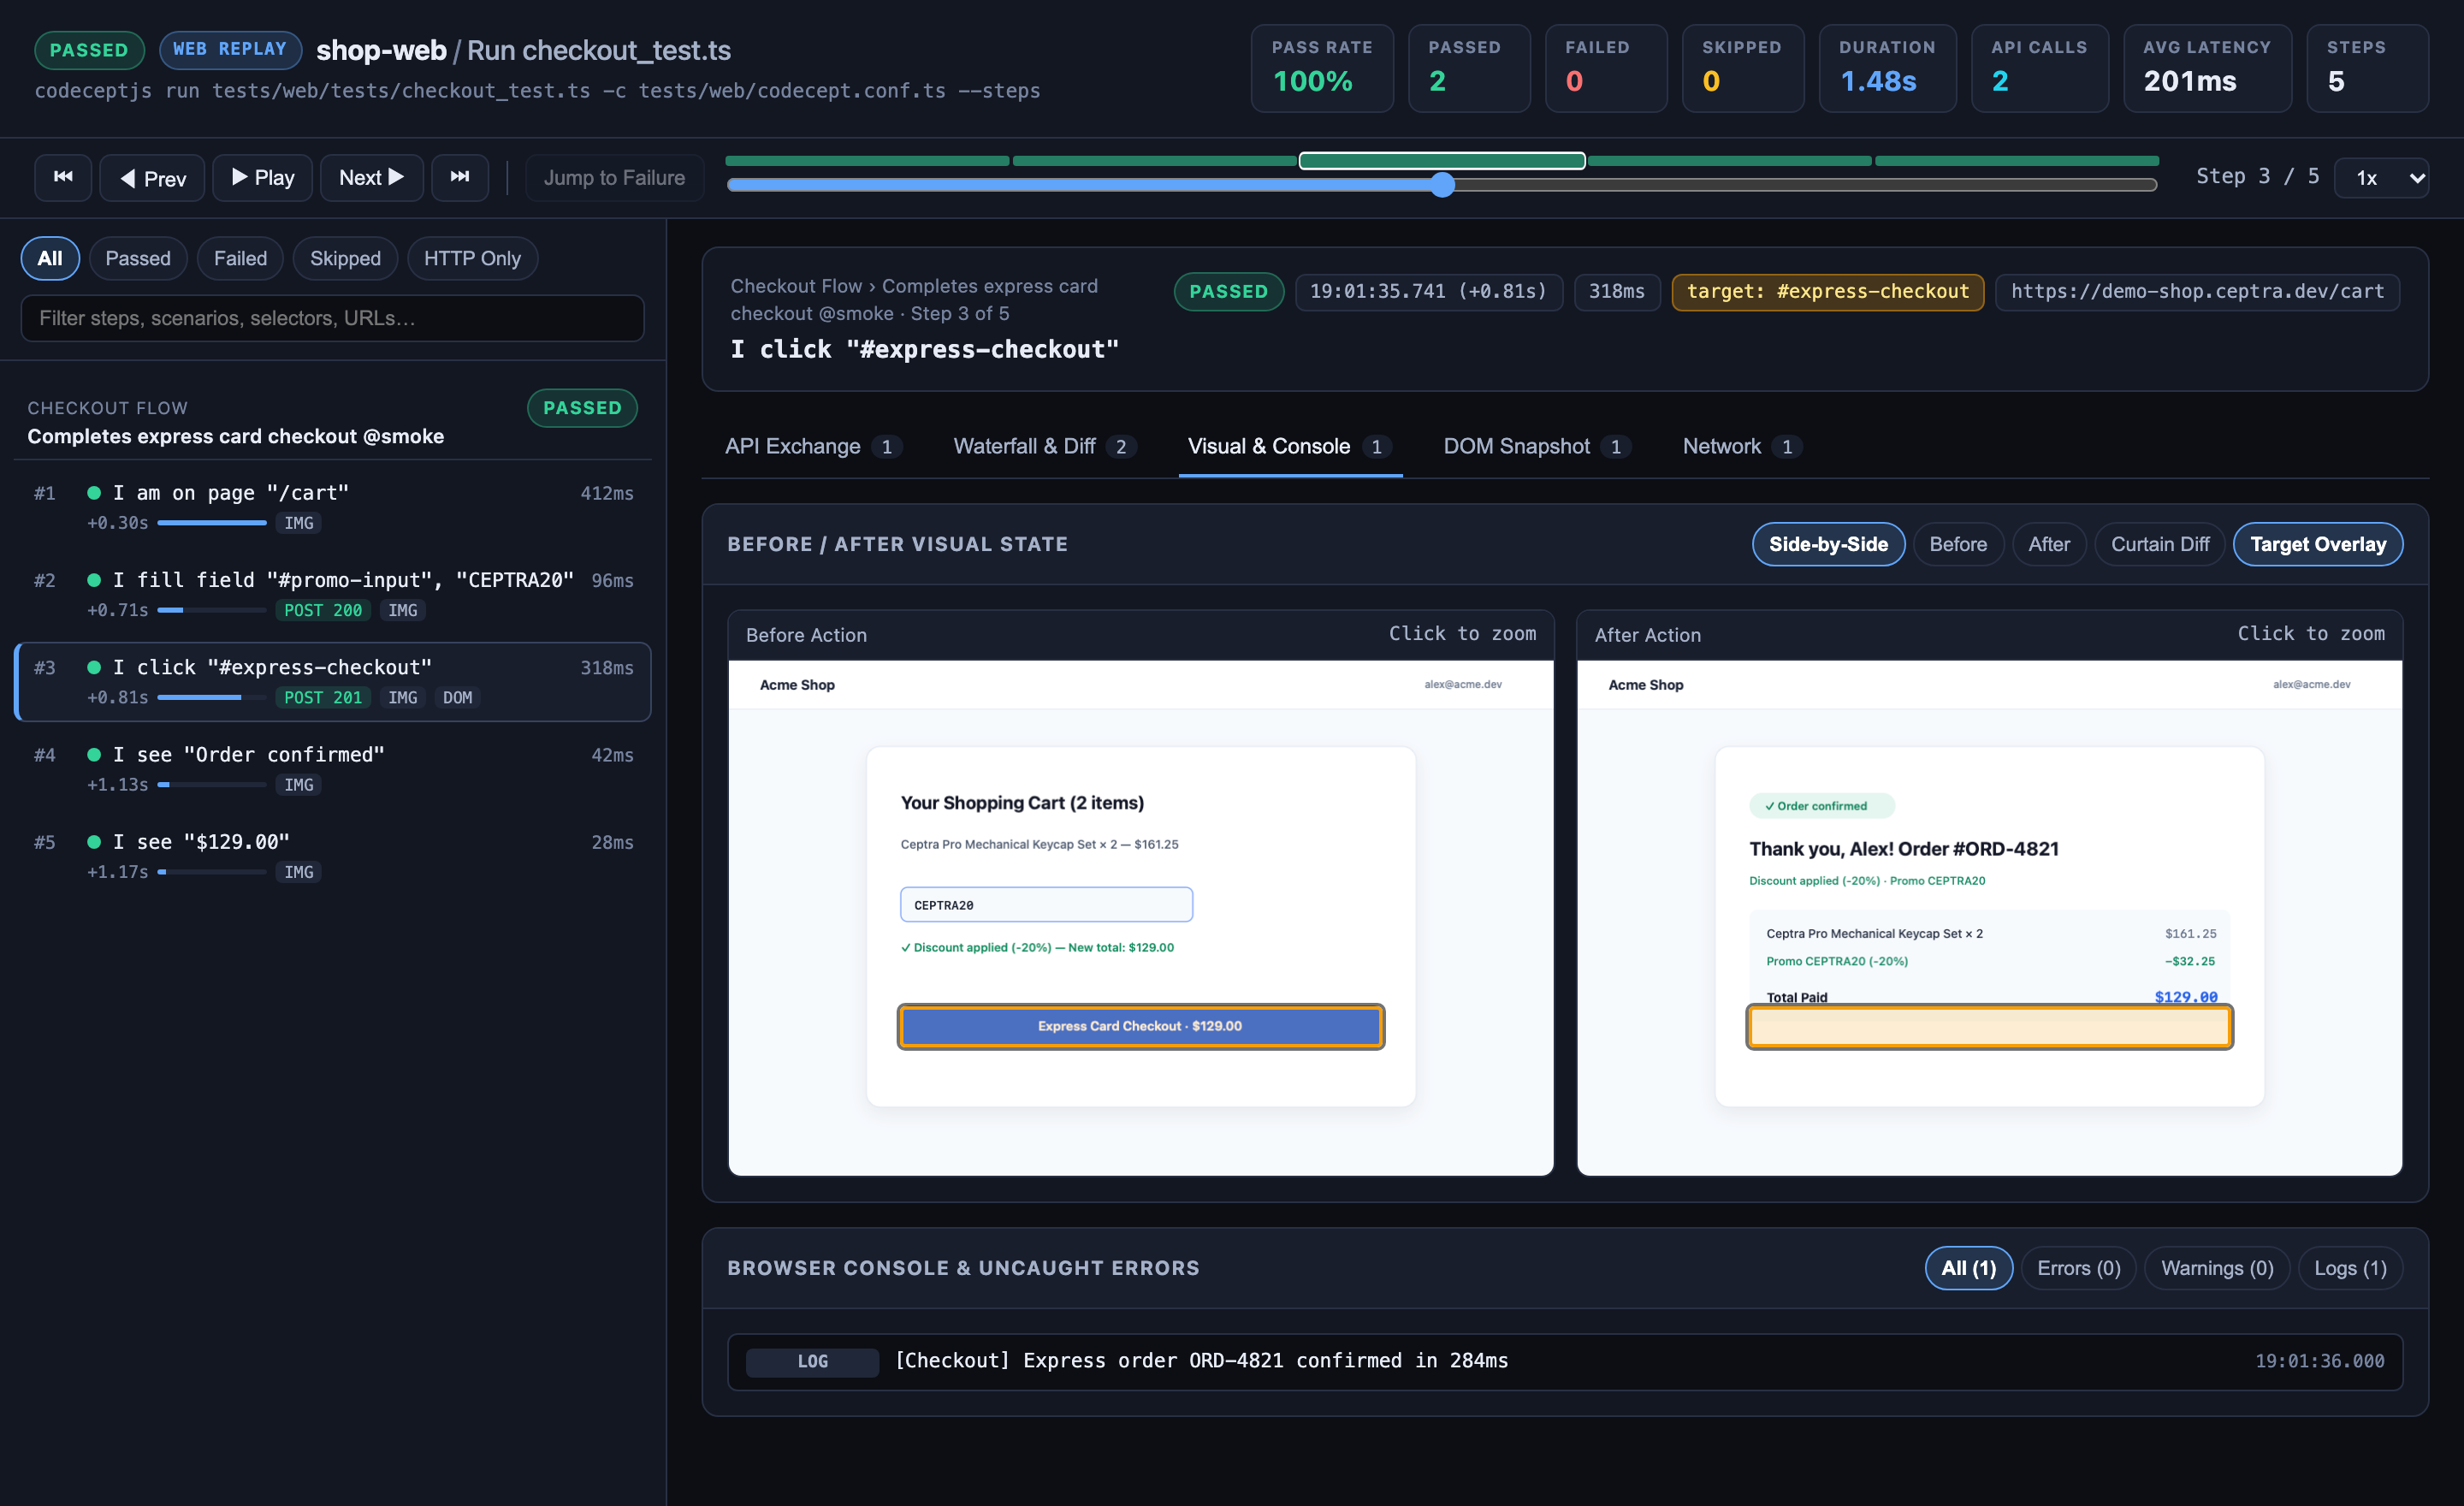 PASSED WEB REPLAY shop-web / Run checkout_test.ts
codeceptjs run tests/web/tests/checkout_test.ts -c tests/web/codecept.conf.ts --steps
PASS RATE
100%
PASSED
2
FAILED
0
SKIPPED
0
DURATION
1.48s
API CALLS
2
AVG LATENCY
201ms
STEPS
5
⏮ ◀ Prev ▶ Play Next ▶ ⏭ Jump to Failure
Step 3 / 5 1x
All Passed Failed Skipped HTTP Only
Filter steps, scenarios, selectors, URLs…
CHECKOUT FLOW
Completes express card checkout @smoke
PASSED
#1 I am on page "/cart" 412ms
+0.30s IMG
#2 I fill field "#promo-input", "CEPTRA20" 96ms
+0.71s POST 200 IMG
#3 I click "#express-checkout" 318ms
+0.81s POST 201 IMG DOM
#4 I see "Order confirmed" 42ms
+1.13s IMG
#5 I see "$129.00" 28ms
+1.17s IMG
Checkout Flow › Completes express card
checkout @smoke · Step 3 of 5
I click "#express-checkout"
PASSED 19:01:35.741 (+0.81s) 318ms target: #express-checkout https://demo-shop.ceptra.dev/cart
API Exchange 1 Waterfall & Diff 2 Visual & Console 1 DOM Snapshot 1 Network 1
BEFORE / AFTER VISUAL STATE
Side-by-Side Before After Curtain Diff Target Overlay
Before Action Click to zoom
Acme Shop alex@acme.dev
Your Shopping Cart (2 items)
Ceptra Pro Mechanical Keycap Set × 2 — $161.25
CEPTRA20
✓ Discount applied (-20%) — New total: $129.00
Express Card Checkout · $129.00
After Action Click to zoom
Acme Shop alex@acme.dev
✓ Order confirmed
Thank you, Alex! Order #ORD-4821
Discount applied (-20%) · Promo CEPTRA20
Ceptra Pro Mechanical Keycap Set × 2 $161.25
Promo CEPTRA20 (-20%) −$32.25
Total Paid $129.00
BROWSER CONSOLE & UNCAUGHT ERRORS
All (1) Errors (0) Warnings (0) Logs (1)
LOG [Checkout] Express order ORD-4821 confirmed in 284ms 19:01:36.000